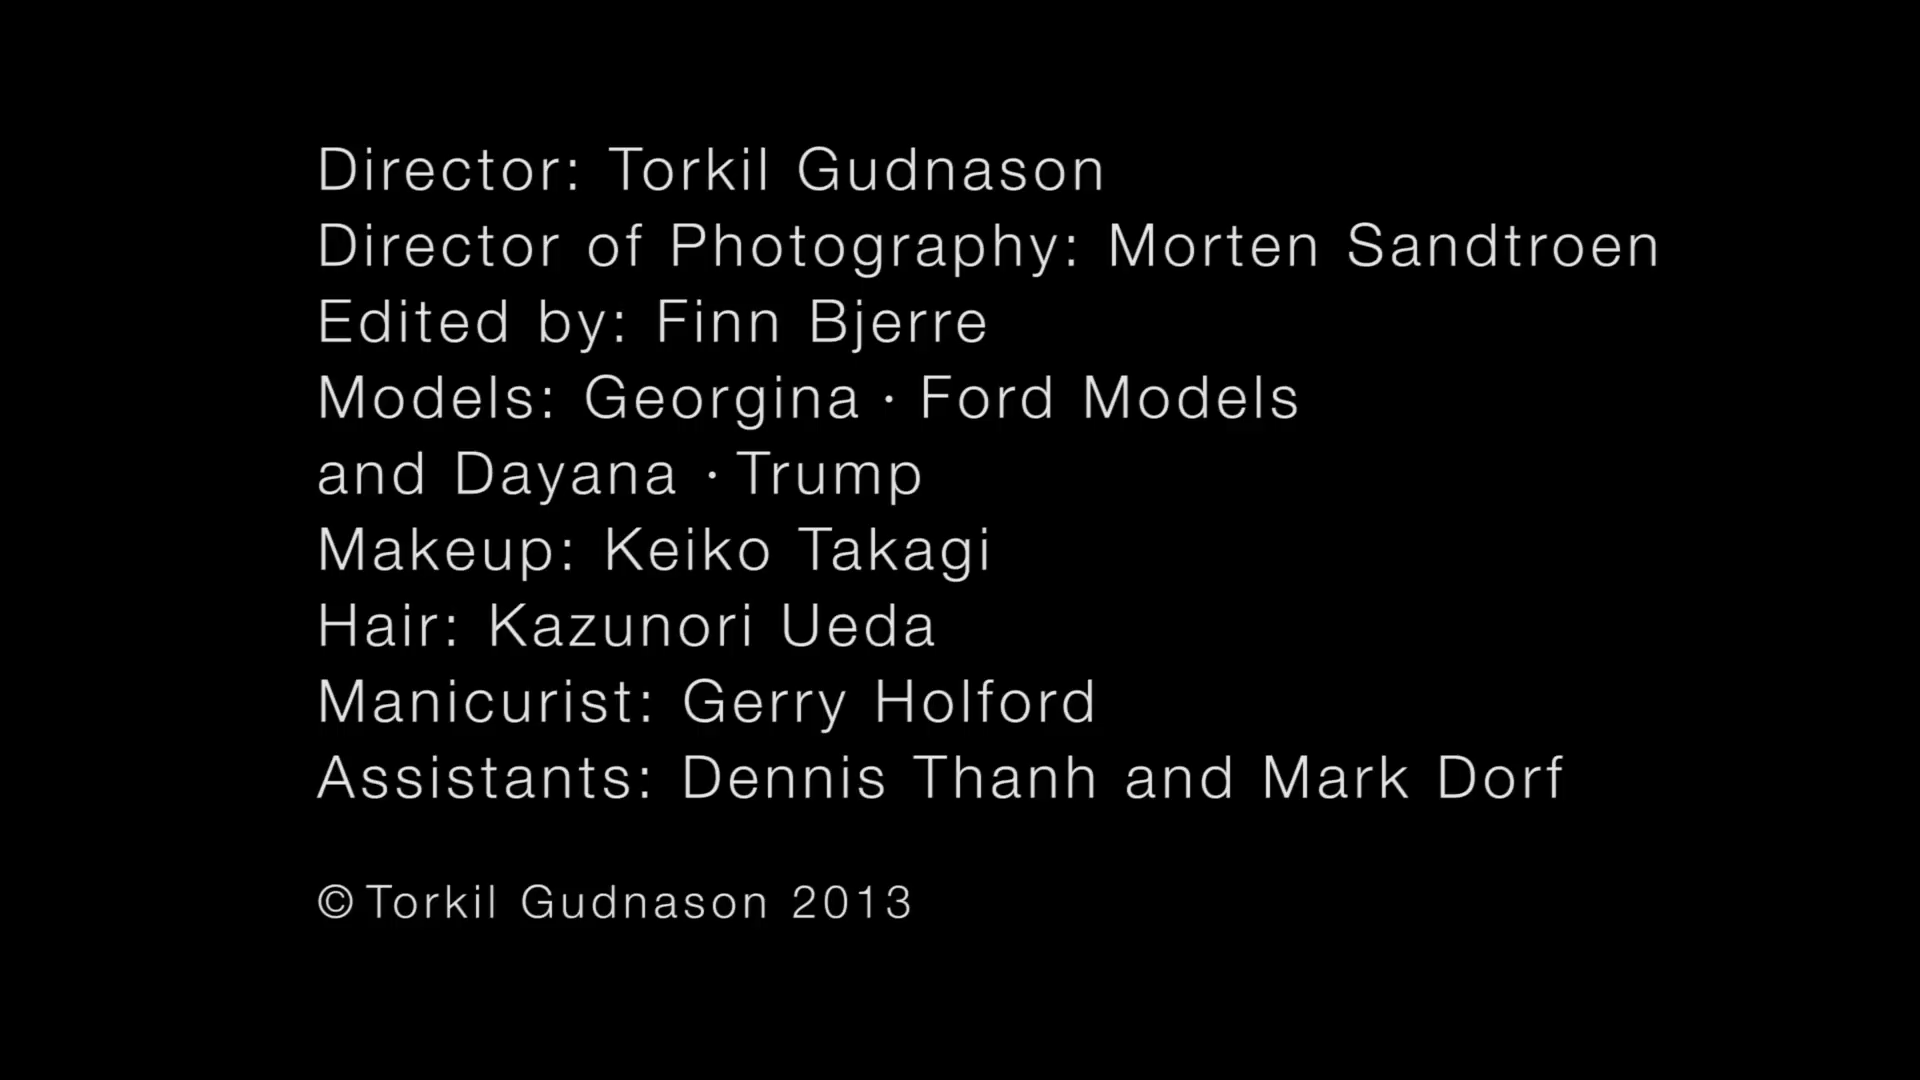 Director: Torkil Gudnason
Director of Photography: Morten Sandtroen
Edited by: Finn Bjerre
Models: Georgina · Ford Models
and Dayana · Trump
Makeup: Keiko Takagi
Hair: Kazunori Ueda
Manicurist: Gerry Holford
Assistants: Dennis Thanh and Mark Dorf
© Torkil Gudnason 2013